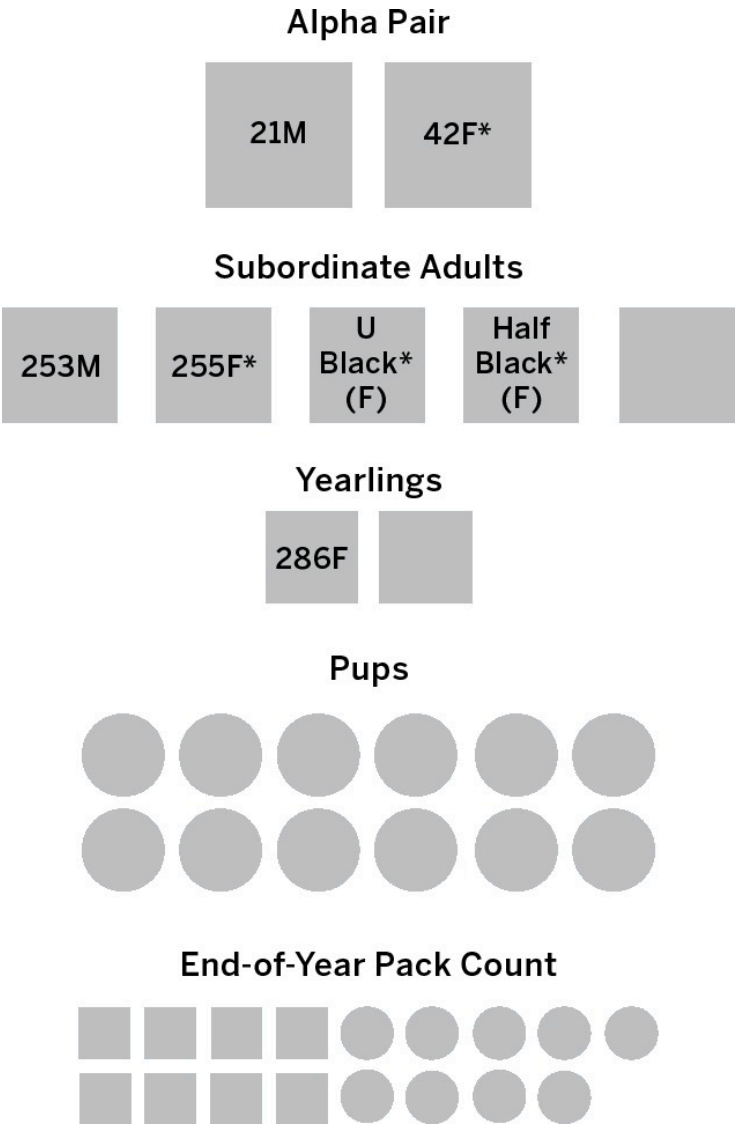 Alpha Pair
21M 42F*
Subordinate Adults
253M 255F* U Black* (F) Half Black* (F)
Yearlings
286F
Pups
End-of-Year Pack Count